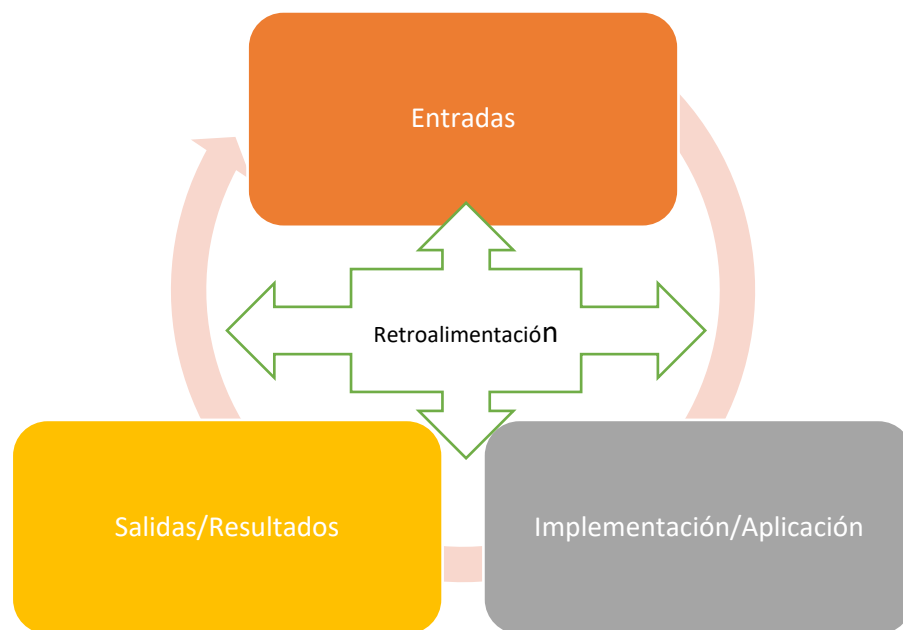 Entradas
Retroalimentación
Salidas/Resultados
Implementación/Aplicación